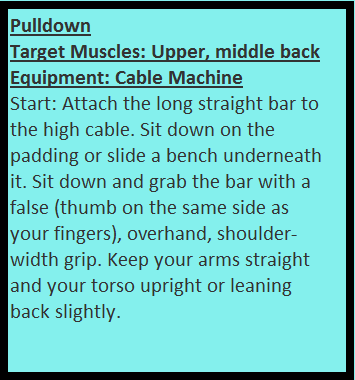 Pulldown
Target Muscles: Upper, middle back
Equipment: Cable Machine
Start: Attach the long straight bar to
the high cable. Sit down on the
padding or slide a bench underneath
it. Sit down and grab the bar with a
false (thumb on the same side as
your fingers), overhand, shoulder-
width grip. Keep your arms straight
and your torso upright or leaning
back slightly.